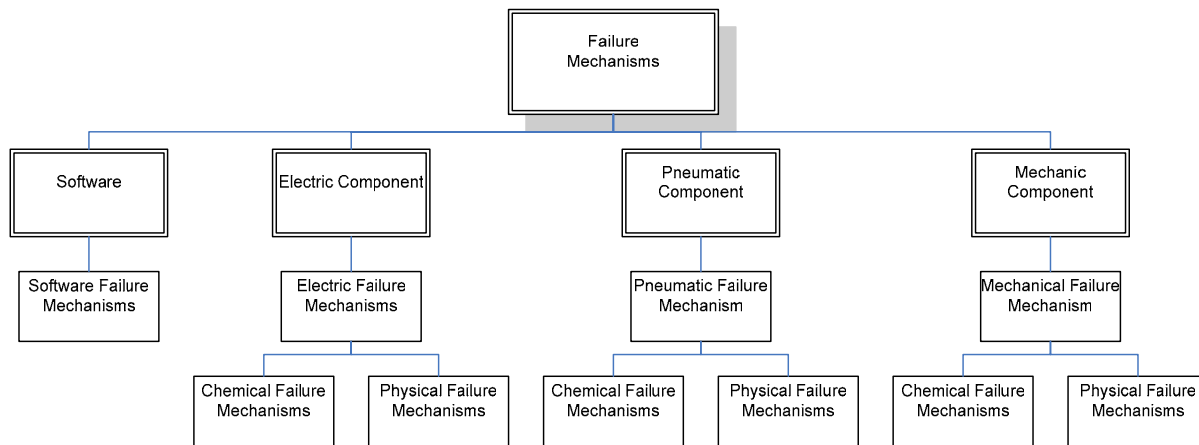 Failure
Mechanisms
Software
Electric Component
Pneumatic
Component
Mechanic
Component
Software Failure
Mechanisms
Electric Failure
Mechanisms
Pneumatic Failure
Mechanism
Mechanical Failure
Mechanism
Chemical Failure
Mechanisms
Physical Failure
Mechanisms
Chemical Failure
Mechanisms
Physical Failure
Mechanisms
Chemical Failure
Mechanisms
Physical Failure
Mechanisms